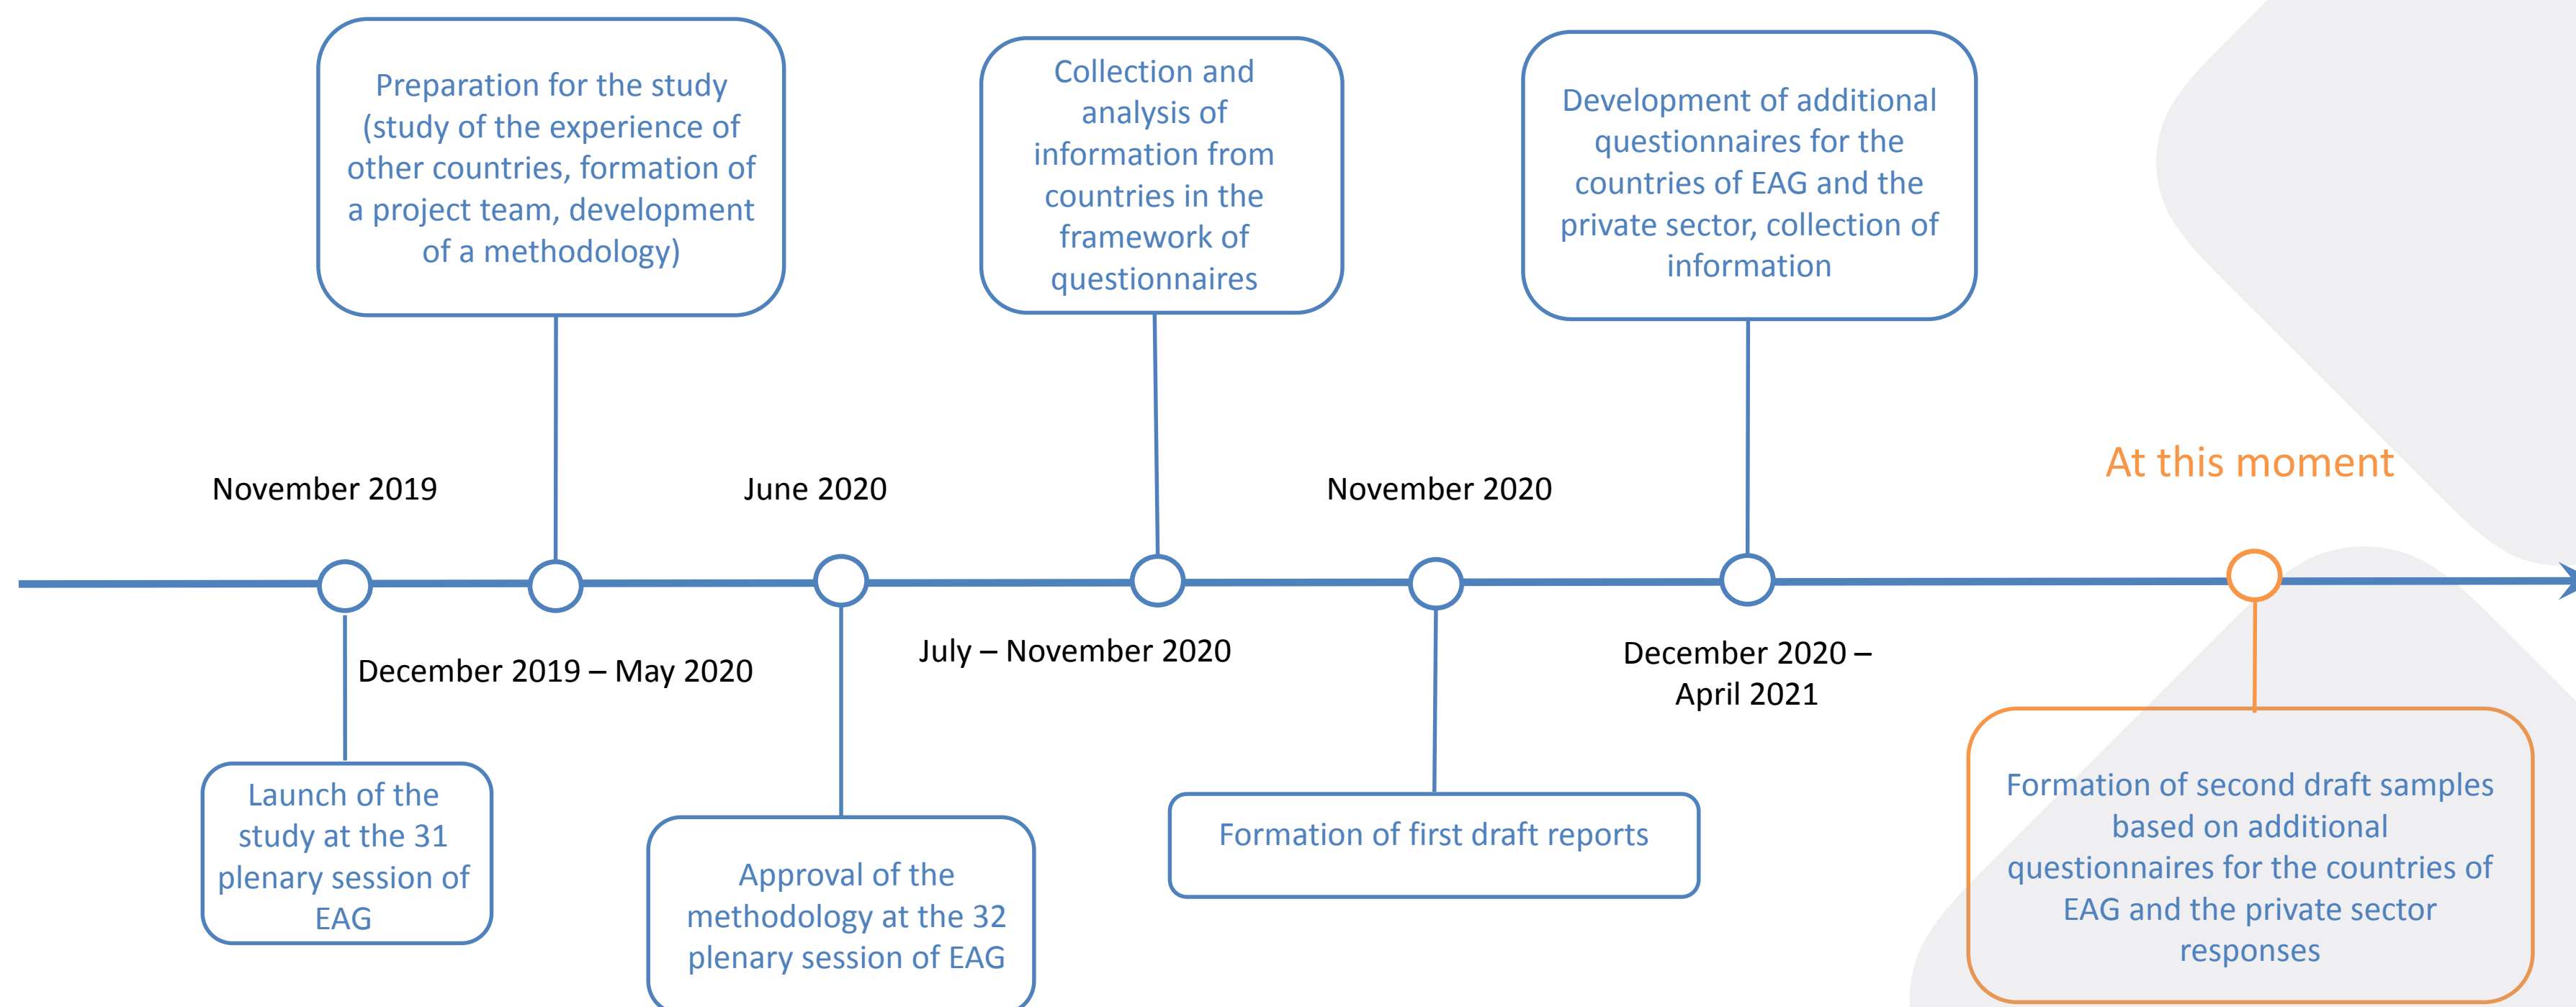 Preparation for the study
(study of the experience of
other countries, formation of
a project team, development
of a methodology)
Collection and
analysis of
information from
countries in the
framework of
questionnaires
Development of additional
questionnaires for the
countries of EAG and the
private sector, collection of
information
November 2019
June 2020
November 2020
At this moment
December 2019 – May 2020
July – November 2020
December 2020 –
April 2021
Launch of the
study at the 31
plenary session of
EAG
Approval of the
methodology at the 32
plenary session of EAG
Formation of first draft reports
Formation of second draft samples
based on additional
questionnaires for the countries of
EAG and the private sector
responses